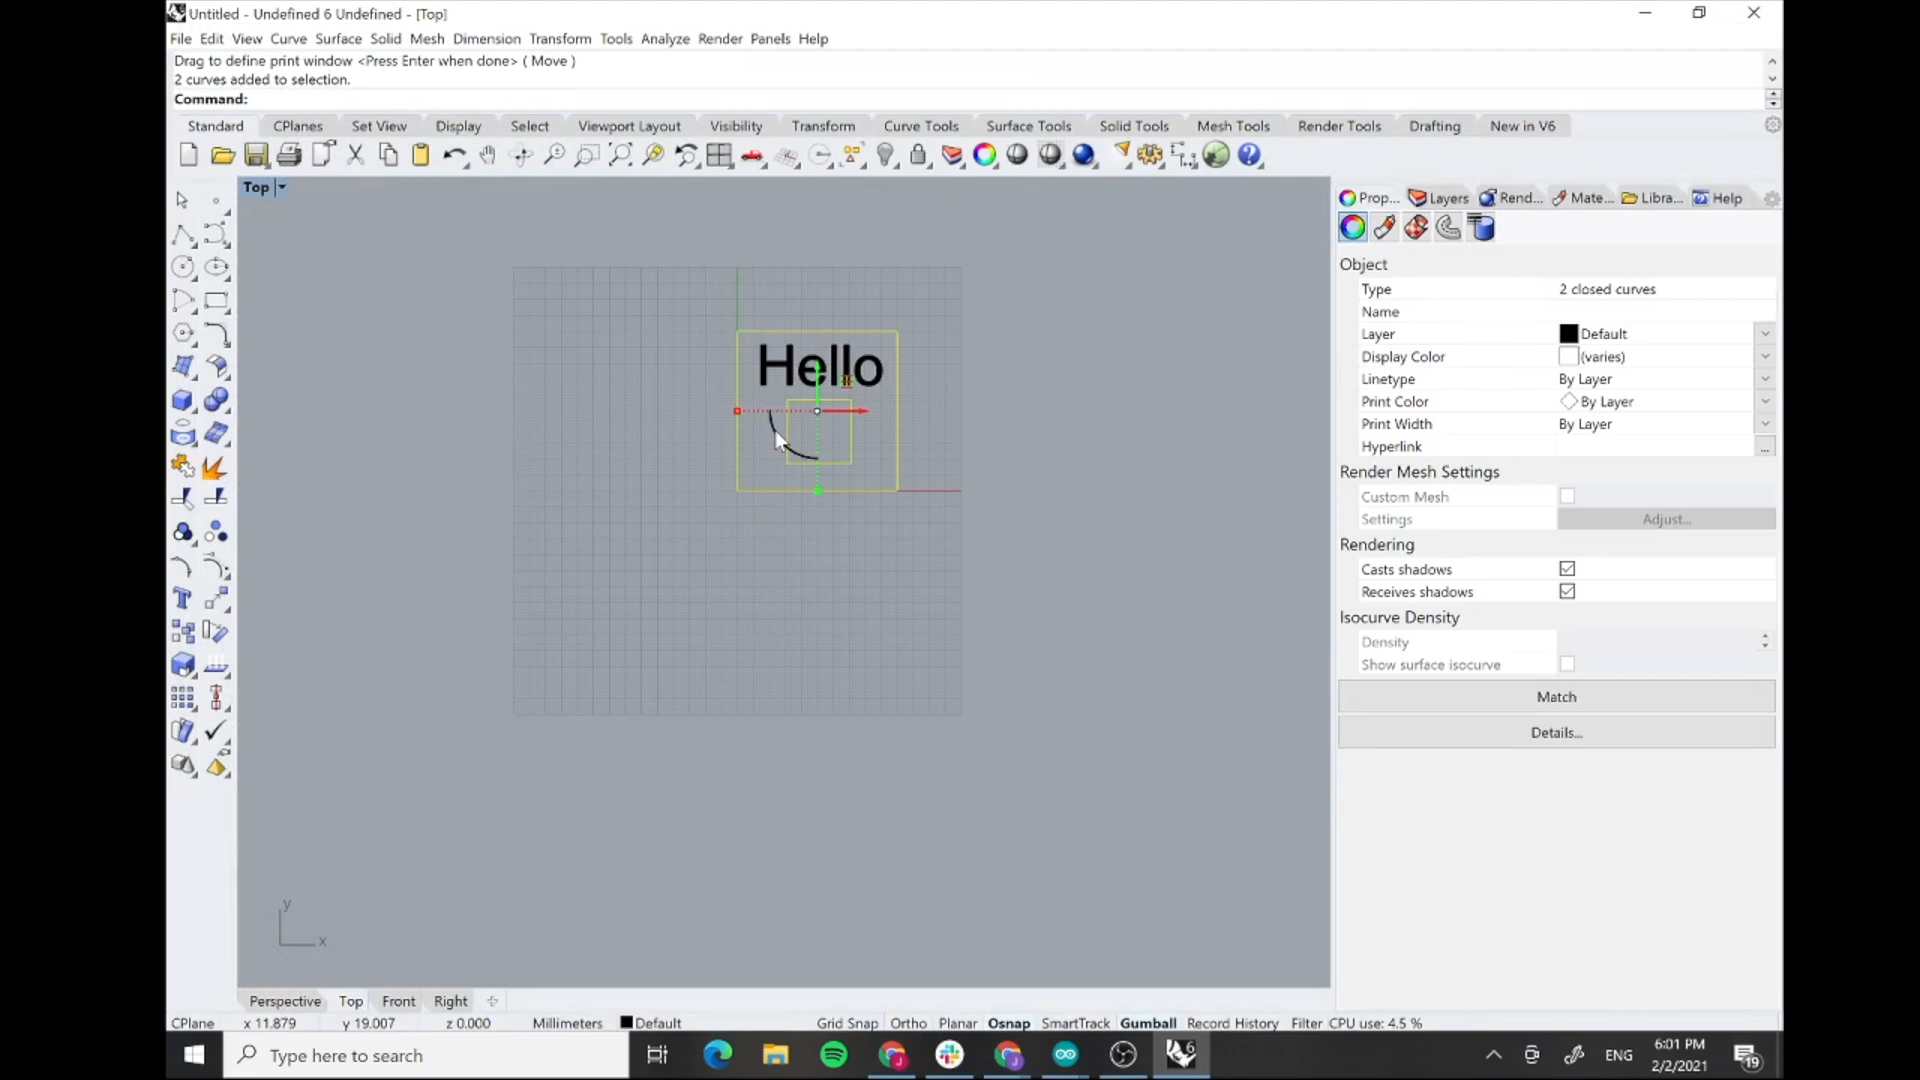 Untitled - Undefined 6 Undefined - [Top]
File Edit View Curve Surface Solid Mesh Dimension Transform Tools Analyze Render Panels Help
Drag to define print window <Press Enter when done> ( Move )
2 curves added to selection.
Command:
Standard CPlanes Set View Display Select Viewport Layout Visibility Transform Curve Tools Surface Tools Solid Tools Mesh Tools Render Tools Drafting New in V6
Top
Prop... Layers Rend... Mate... Libra... Help
Object
Type 2 closed curves
Name
Layer Default
Display Color (varies)
Linetype By Layer
Print Color By Layer
Print Width By Layer
Hyperlink ...
Render Mesh Settings
Custom Mesh
Settings Adjust...
Rendering
Casts shadows
Receives shadows
Isocurve Density
Density
Show surface isocurve
Match
Details...
Hello
y
x
Perspective Top Front Right
CPlane x 11.879 y 19.007 z 0.000 Millimeters Default Grid Snap Ortho Planar Osnap SmartTrack Gumball Record History Filter CPU use: 4.5 %
Type here to search
6
ENG
6:01 PM
2/2/2021
19